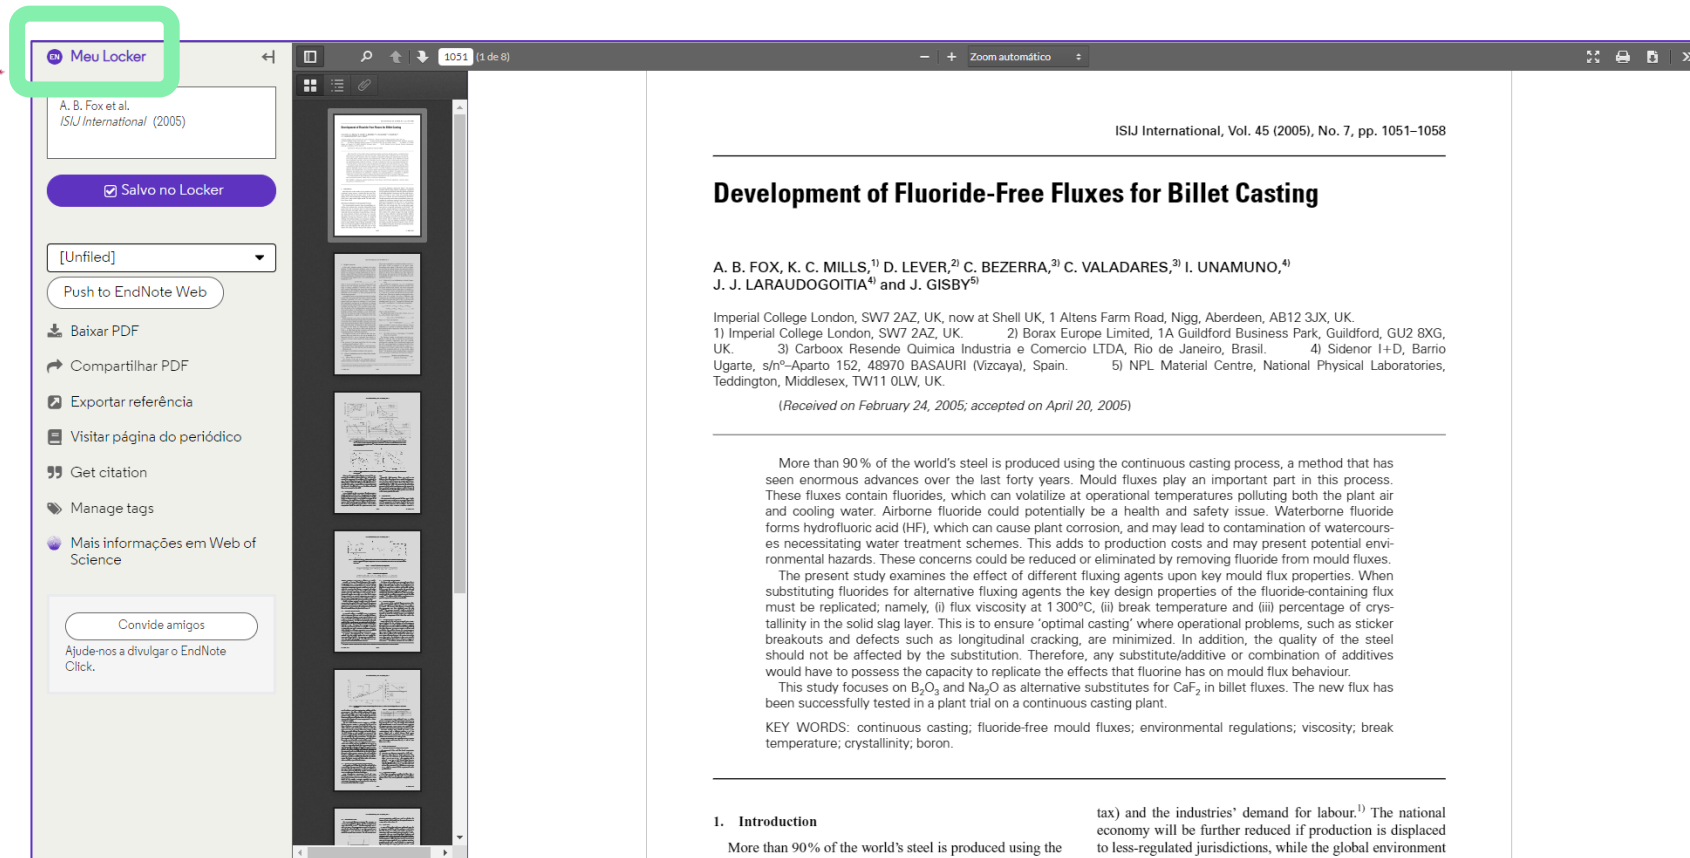 EN Meu Locker
A. B. Fox et al.
ISIJ International (2005)
Salvo no Locker
[Unfiled]
Push to EndNote Web
Baixar PDF
Compartilhar PDF
Exportar referência
Visitar página do periódico
Get citation
Manage tags
Mais informações em Web of
Science
Convide amigos
Ajude-nos a divulgar o EndNote
Click.
1051 (1 de 8)
Zoom automático
ISIJ International, Vol. 45 (2005), No. 7, pp. 1051–1058
Development of Fluoride-Free Fluxes for Billet Casting
A. B. FOX, K. C. MILLS,1) D. LEVER,2) C. BEZERRA,3) C. VALADARES,3) I. UNAMUNO,4)
J. J. LARAUDOGOITIA4) and J. GISBY5)
Imperial College London, SW7 2AZ, UK, now at Shell UK, 1 Altens Farm Road, Nigg, Aberdeen, AB12 3JX, UK.
1) Imperial College London, SW7 2AZ, UK. 2) Borax Europe Limited, 1A Guildford Business Park, Guildford, GU2 8XG,
UK. 3) Carboox Resende Quimica Industria e Comercio LTDA, Rio de Janeiro, Brasil. 4) Sidenor I+D, Barrio
Ugarte, s/nº–Aparto 152, 48970 BASAURI (Vizcaya), Spain. 5) NPL Material Centre, National Physical Laboratories,
Teddington, Middlesex, TW11 0LW, UK.
(Received on February 24, 2005; accepted on April 20, 2005)
More than 90 % of the world's steel is produced using the continuous casting process, a method that has
seen enormous advances over the last forty years. Mould fluxes play an important part in this process.
These fluxes contain fluorides, which can volatilize at operational temperatures polluting both the plant air
and cooling water. Airborne fluoride could potentially be a health and safety issue. Waterborne fluoride
forms hydrofluoric acid (HF), which can cause plant corrosion, and may lead to contamination of watercours-
es necessitating water treatment schemes. This adds to production costs and may present potential envi-
ronmental hazards. These concerns could be reduced or eliminated by removing fluoride from mould fluxes.
The present study examines the effect of different fluxing agents upon key mould flux properties. When
substituting fluorides for alternative fluxing agents the key design properties of the fluoride-containing flux
must be replicated; namely, (i) flux viscosity at 1 300°C, (ii) break temperature and (iii) percentage of crys-
tallinity in the solid slag layer. This is to ensure 'optimal casting' where operational problems, such as sticker
breakouts and defects such as longitudinal cracking, are minimized. In addition, the quality of the steel
should not be affected by the substitution. Therefore, any substitute/additive or combination of additives
would have to possess the capacity to replicate the effects that fluorine has on mould flux behaviour.
This study focuses on B2O3 and Na2O as alternative substitutes for CaF2 in billet fluxes. The new flux has
been successfully tested in a plant trial on a continuous casting plant.
KEY WORDS: continuous casting; fluoride-free mould fluxes; environmental regulations; viscosity; break
temperature; crystallinity; boron.
1. Introduction
More than 90% of the world's steel is produced using the
tax) and the industries' demand for labour.1) The national
economy will be further reduced if production is displaced
to less-regulated jurisdictions, while the global environment